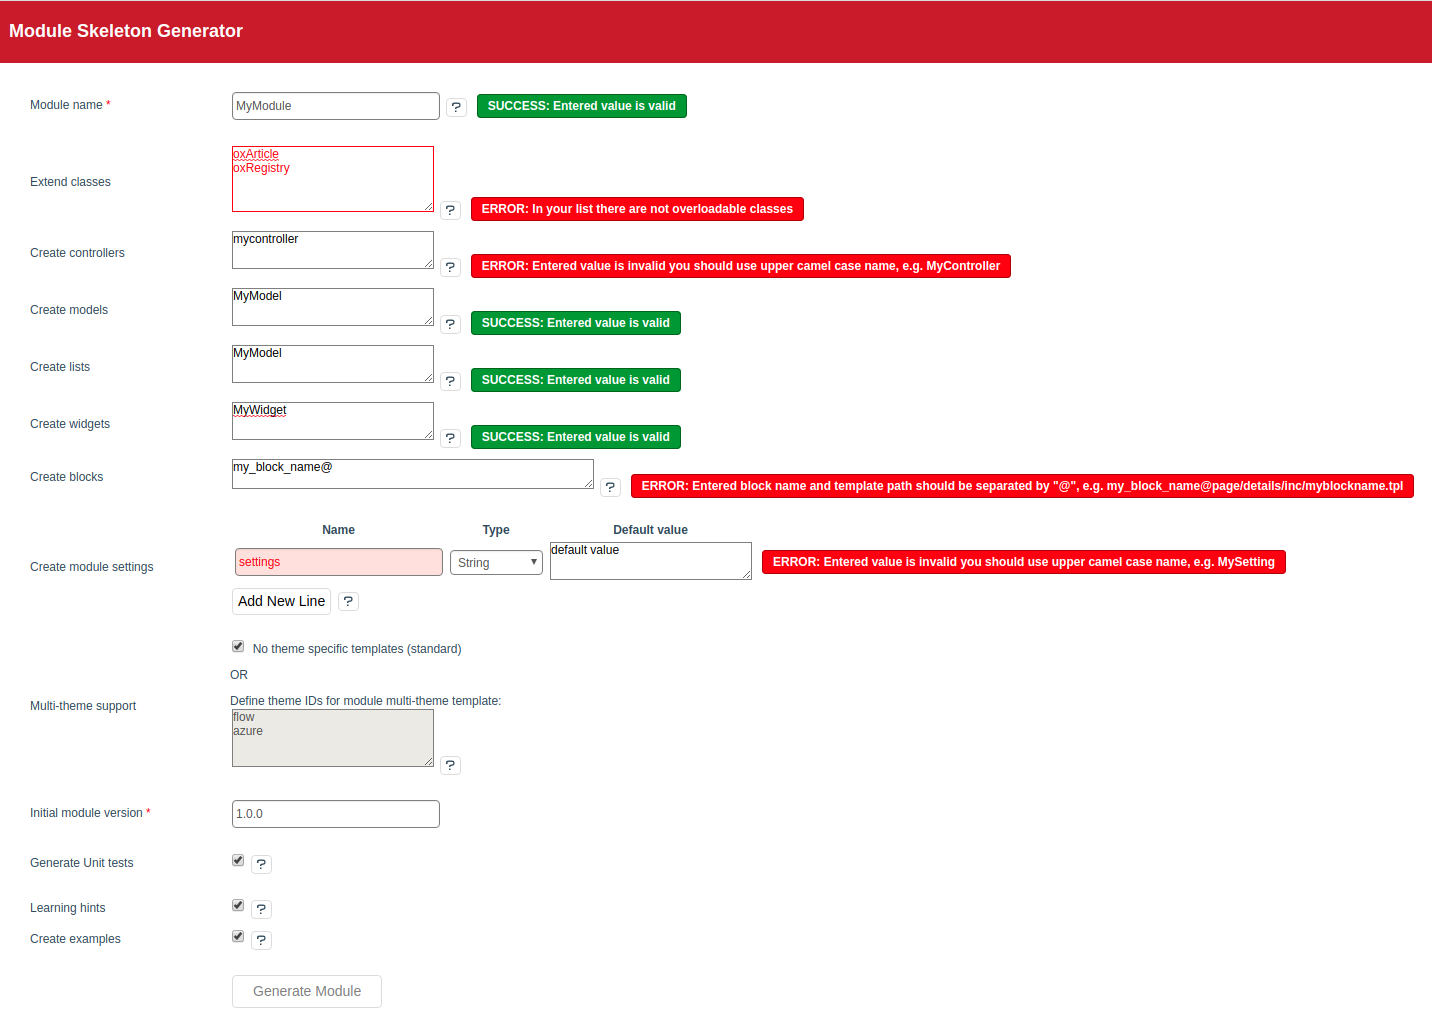 Module Skeleton Generator
Module name * MyModule ? SUCCESS: Entered value is valid
Extend classes oxArticle
oxRegistry
? ERROR: In your list there are not overloadable classes
Create controllers mycontroller
? ERROR: Entered value is invalid you should use upper camel case name, e.g. MyController
Create models MyModel
? SUCCESS: Entered value is valid
Create lists MyModel
? SUCCESS: Entered value is valid
Create widgets MyWidget
? SUCCESS: Entered value is valid
Create blocks my_block_name@
? ERROR: Entered block name and template path should be separated by "@", e.g. my_block_name@page/details/inc/myblockname.tpl
Name Type Default value
Create module settings settings String default value ERROR: Entered value is invalid you should use upper camel case name, e.g. MySetting
Add New Line ?
No theme specific templates (standard)
OR
Multi-theme support Define theme IDs for module multi-theme template:
flow
azure
?
Initial module version * 1.0.0
Generate Unit tests ?
Learning hints ?
Create examples ?
Generate Module